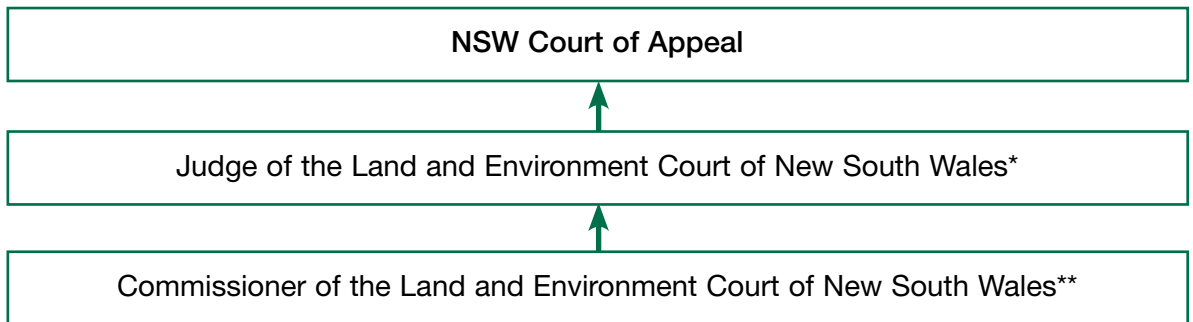 NSW Court of Appeal
Judge of the Land and Environment Court of New South Wales*
Commissioner of the Land and Environment Court of New South Wales**